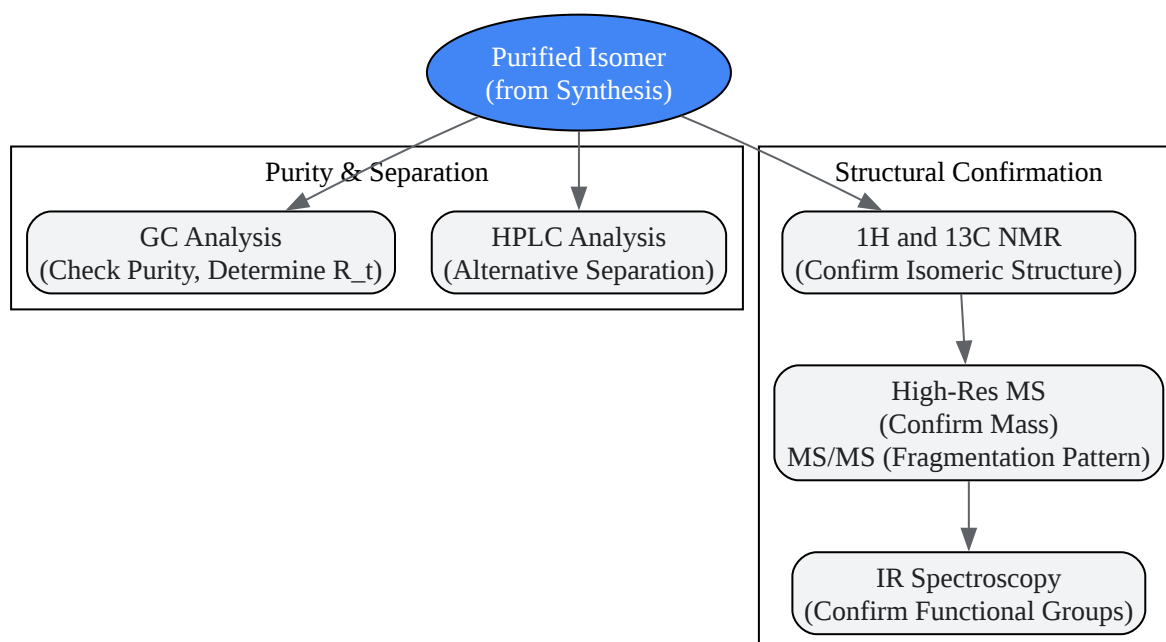 Purified Isomer
(from Synthesis)
Purity & Separation
GC Analysis
(Check Purity, Determine R_t)
HPLC Analysis
(Alternative Separation)
Structural Confirmation
1H and 13C NMR
(Confirm Isomeric Structure)
High-Res MS
(Confirm Mass)
MS/MS (Fragmentation Pattern)
IR Spectroscopy
(Confirm Functional Groups)